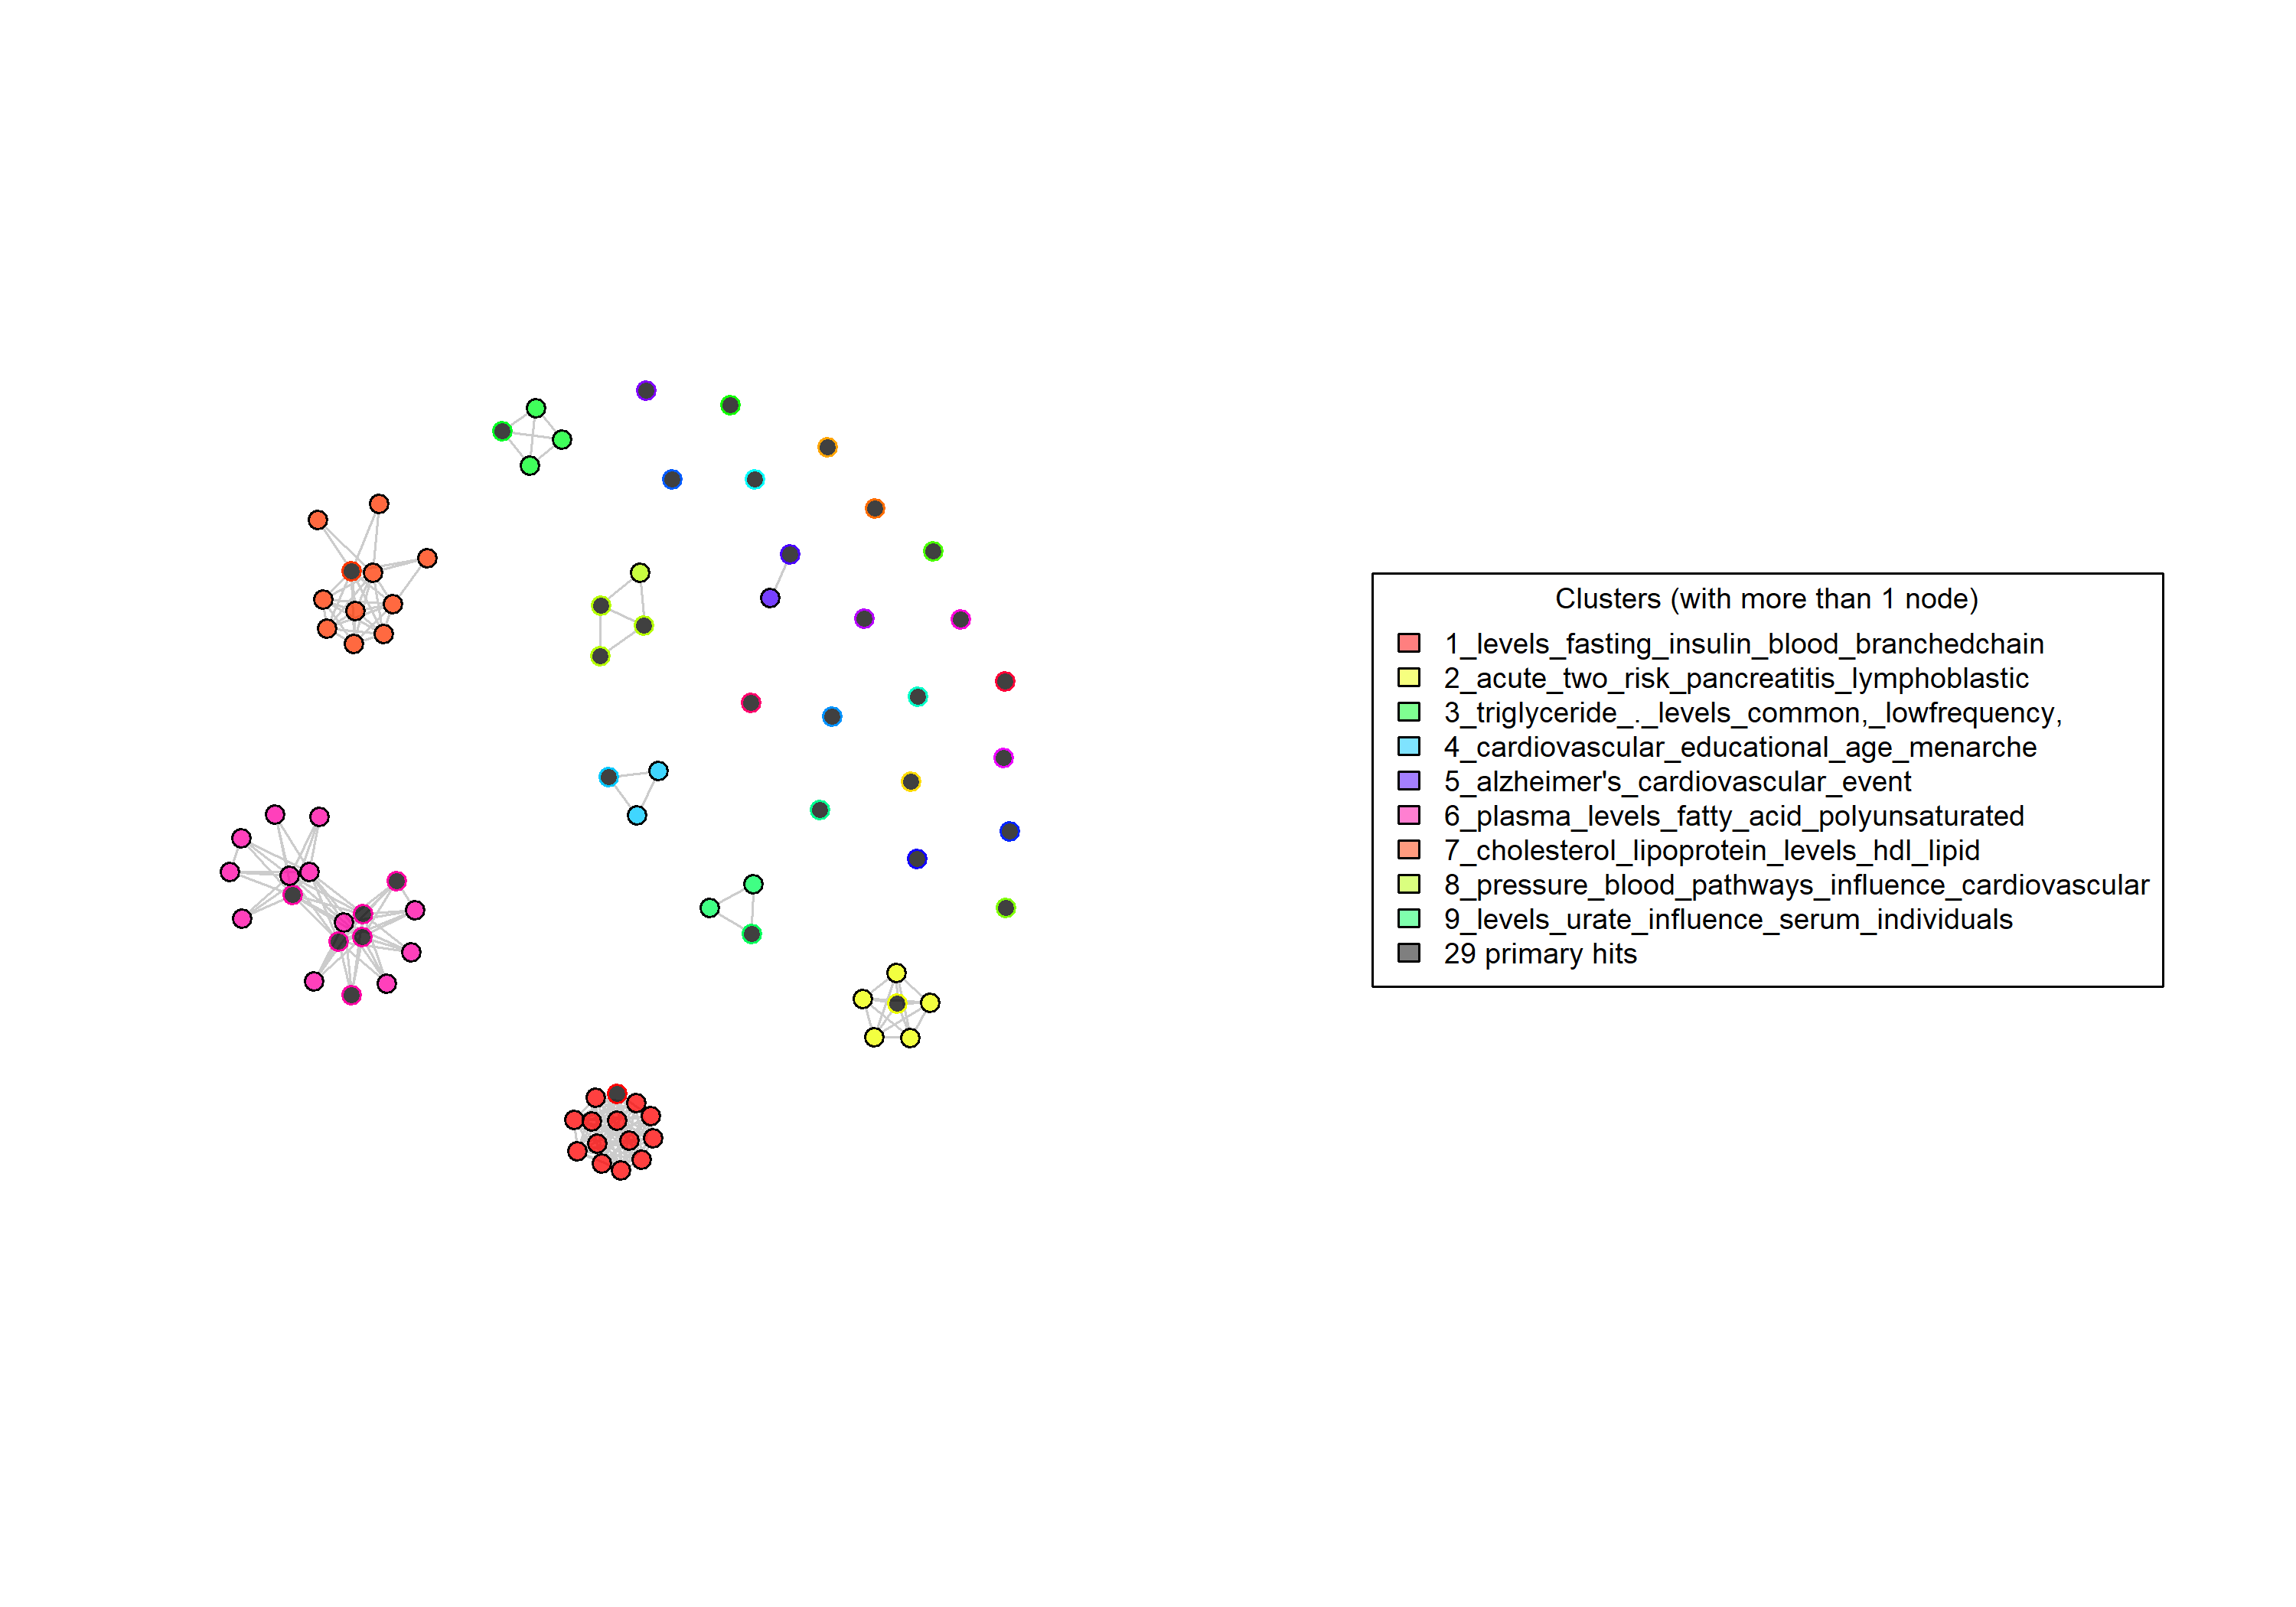 Clusters (with more than 1 node)
1_levels_fasting_insulin_blood_branchedchain
2_acute_two_risk_pancreatitis_lymphoblastic
3_triglyceride_._levels_common,_lowfrequency,
4_cardiovascular_educational_age_menarche
5_alzheimer's_cardiovascular_event
6_plasma_levels_fatty_acid_polyunsaturated
7_cholesterol_lipoprotein_levels_hdl_lipid
8_pressure_blood_pathways_influence_cardiovascular
9_levels_urate_influence_serum_individuals
29 primary hits